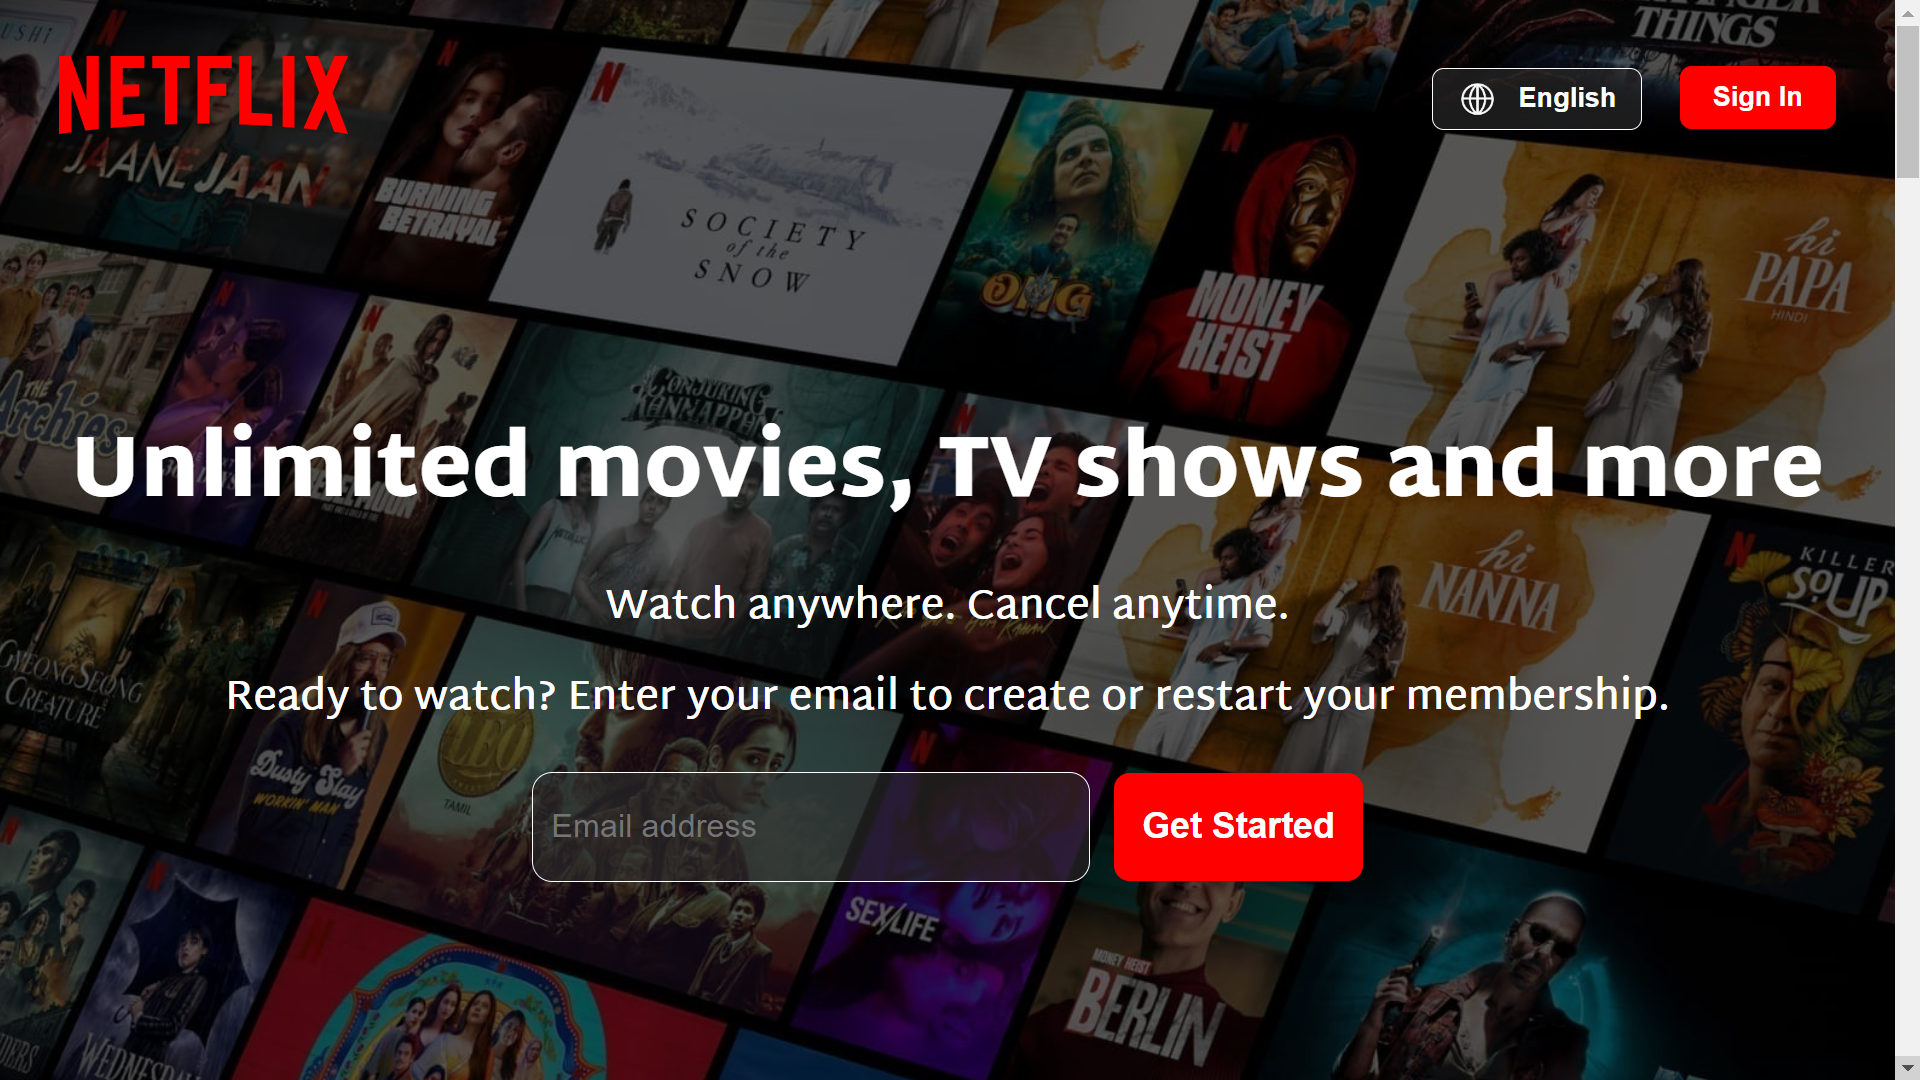 THINGS
NETFLIX
English
Sign In
JAANE JAAN
BURNING
BETRAYAL
SOCIETY
of the
SNOW
OMG
MONEY
HEIST
hi
PAPA
HINDI
THE
Archies
CONJURING
KANNAPPAN
Unlimited movies, TV shows and more
hi
NANNA
KILLER
SOUP
Watch anywhere. Cancel anytime.
GYEONGSEONG
CREATURE
Ready to watch? Enter your email to create or restart your membership.
LEO
TAMIL
Dusty Slay
WORKIN' MAN
Email address
Get Started
SEX/LIFE
MONEY HEIST
BERLIN
WEDNESDAY